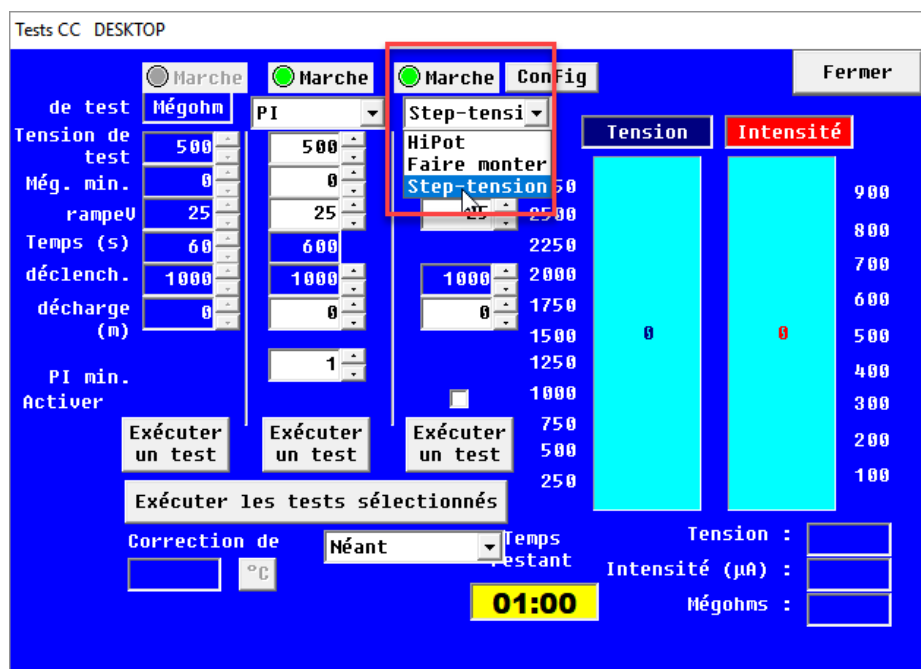 Tests CC DESKTOP
Marche Marche Marche Config Fermer
de test Mégohm PI Step-tensi
Tension de test 500 500
HiPot
Faire monter
Step-tension
Tension Intensité
Még. min. 0 0
rampeV 25 25 25
Temps (s) 60 600
déclench. 1000 1000 1000
décharge (m) 0 0 0
PI min. 1
Activer
50
2500
2250
2000
1750
1500
1250
1000
750
500
250
0 0
900
800
700
600
500
400
300
200
100
Exécuter un test Exécuter un test Exécuter un test
Exécuter les tests sélectionnés
Correction de Néant
°C
Temps
estant
01:00
Tension :
Intensité (µA) :
Mégohms :